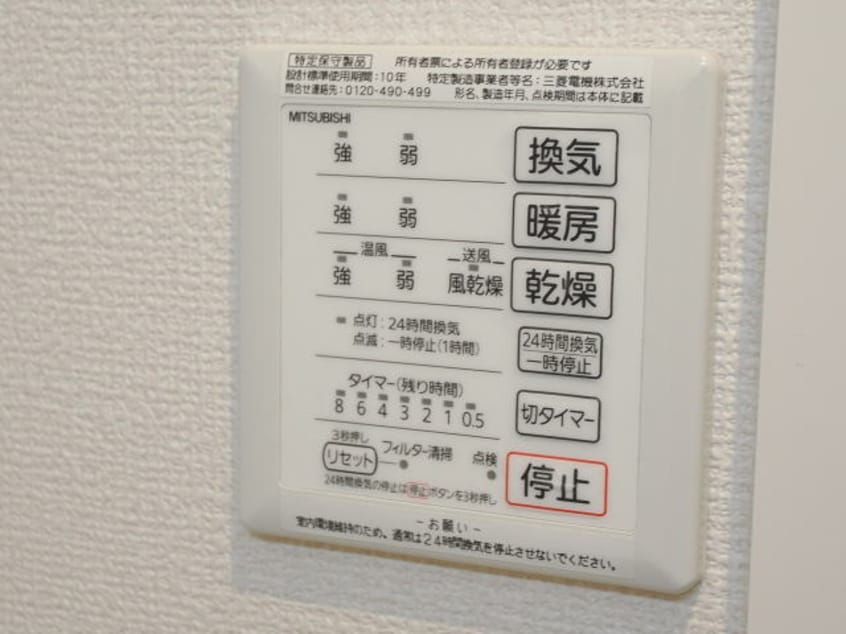 特定保守製品 所有者票による所有者登録が必要です
設計標準使用期間:10年 特定製造事業者等名:三菱電機株式会社
問合せ連絡先:0120-490-499 形名、製造年月、点検期間は本体に記載
MITSUBISHI
強 弱 換気
強 弱 暖房
温風 送風
強 弱 風乾燥 乾燥
点灯:24時間換気
点滅:一時停止(1時間)
24時間換気
一時停止
タイマー(残り時間)
8 6 4 3 2 1 0.5
切タイマー
3秒押し
リセット フィルター清掃 点検
停止
24時間換気の停止は停止ボタンを3秒押し
-お願い-
室内環境維持のため、通常は24時間換気を停止させないでください。